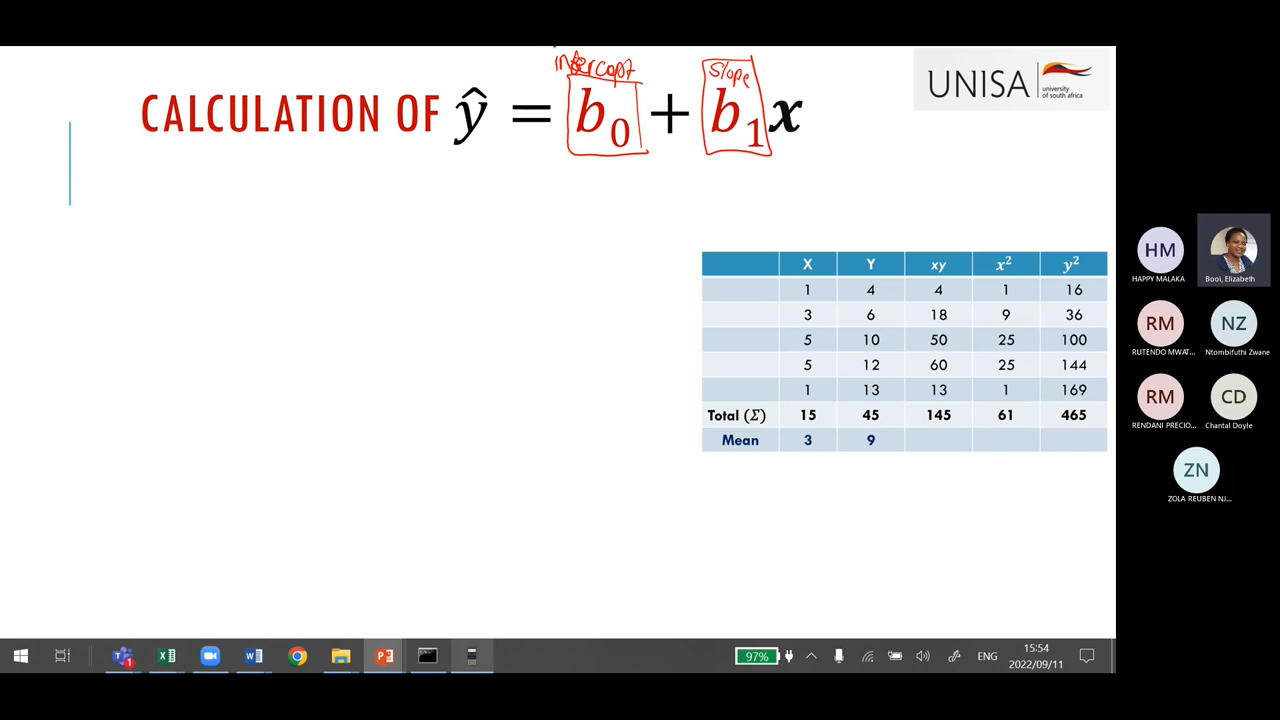 intercept
slope
CALCULATION OF ŷ = b₀ + b₁x
UNISA
university
of south africa
X Y xy x² y²
1 4 4 1 16
3 6 18 9 36
5 10 50 25 100
5 12 60 25 144
1 13 13 1 169
Total (Σ) 15 45 145 61 465
Mean 3 9
HM
HAPPY MALAKA
Booi, Elizabeth
RM
RUTENDO MWAT...
NZ
Ntombifuthi Zwane
RM
RENDANI PRECIO...
CD
Chantal Doyle
ZN
ZOLA REUBEN NJ...
1
97%
ENG
15:54
2022/09/11